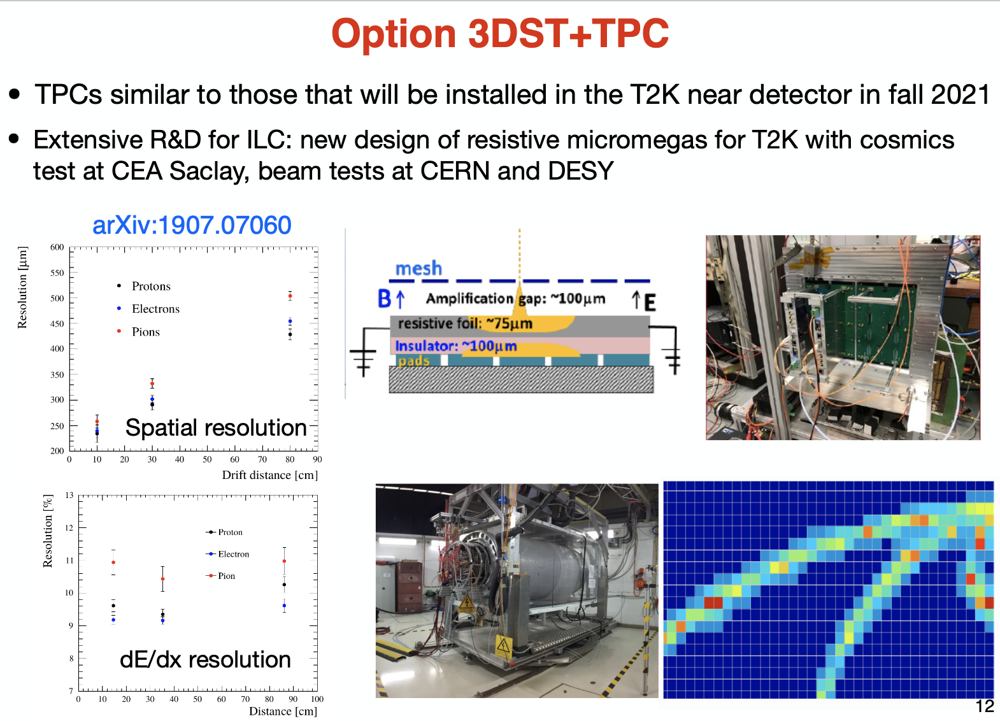 Option 3DST+TPC
• TPCs similar to those that will be installed in the T2K near detector in fall 2021
• Extensive R&D for ILC: new design of resistive micromegas for T2K with cosmics
test at CEA Saclay, beam tests at CERN and DESY
arXiv:1907.07060
Resolution [μm]
600
550
500
450
400
350
300
250
200
Protons
Electrons
Pions
Spatial resolution
0 10 20 30 40 50 60 70 80 90
Drift distance [cm]
mesh
B Amplification gap: ~100μm E
resistive foil: ~75μm
Insulator: ~100μm
pads
Resolution [%]
13
12
11
10
9
8
7
Proton
Electron
Pion
dE/dx resolution
0 10 20 30 40 50 60 70 80 90 100
Distance [cm]
12